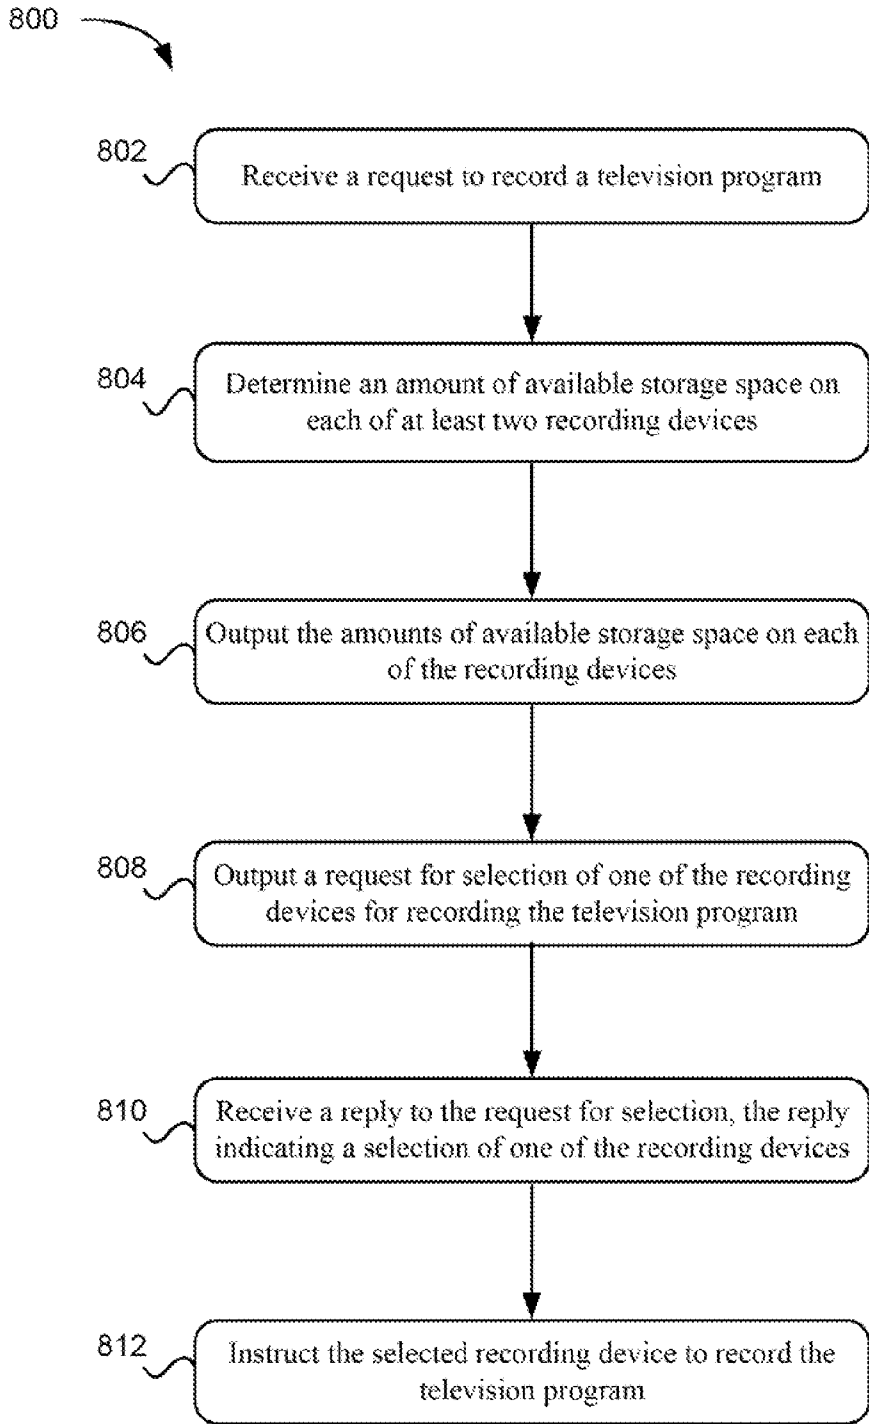 800
802
Receive a request to record a television program
804
Determine an amount of available storage space on
each of at least two recording devices
806
Output the amounts of available storage space on each
of the recording devices
808
Output a request for selection of one of the recording
devices for recording the television program
810
Receive a reply to the request for selection, the reply
indicating a selection of one of the recording devices
812
Instruct the selected recording device to record the
television program